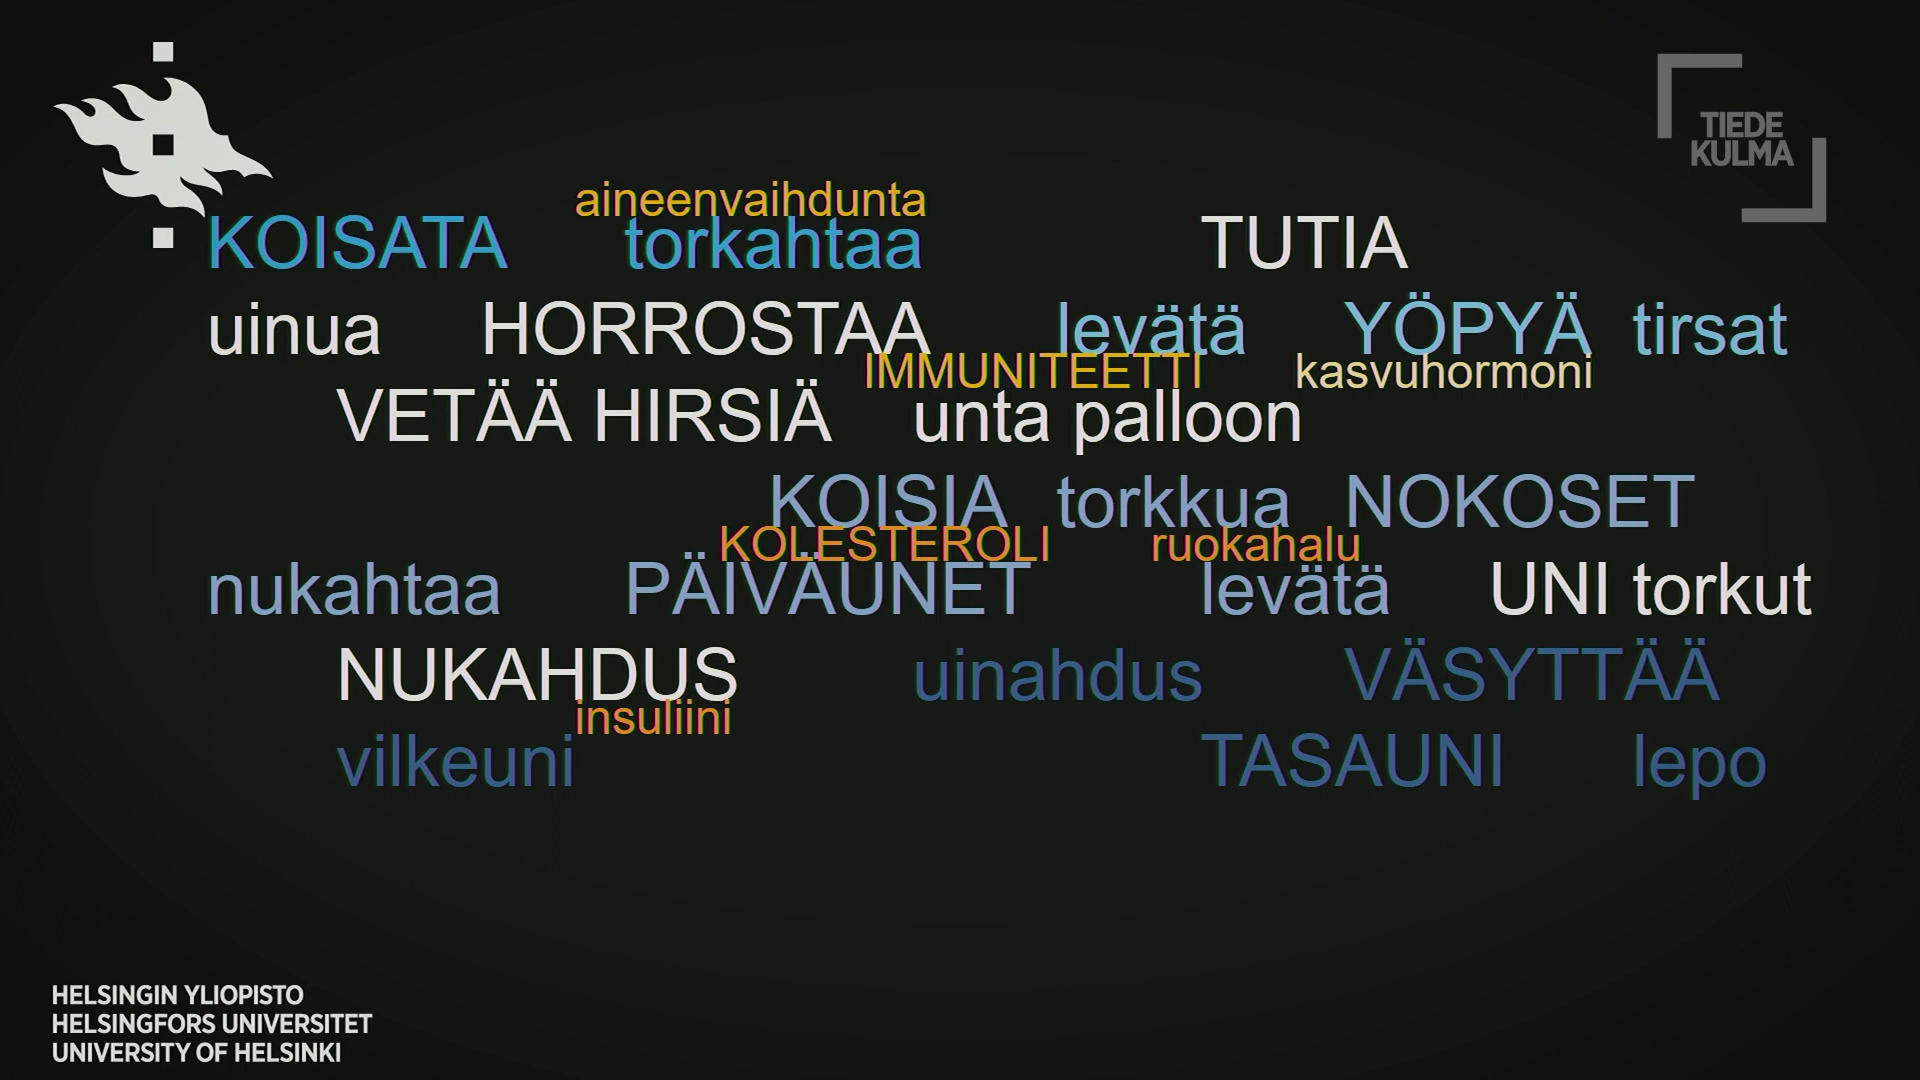 TIEDE
KULMA
aineenvaihdunta
KOISATA torkahtaa TUTIA
uinua HORROSTAA levätä YÖPYÄ tirsat
IMMUNITEETTI kasvuhormoni
VETÄÄ HIRSIÄ unta palloon
KOISIA torkkua NOKOSET
KOLESTEROLI ruokahalu
nukahtaa PÄIVÄUNET levätä UNI torkut
NUKAHDUS uinahdus VÄSYTTÄÄ
insuliini
vilkeuni TASAUNI lepo
HELSINGIN YLIOPISTO
HELSINGFORS UNIVERSITET
UNIVERSITY OF HELSINKI